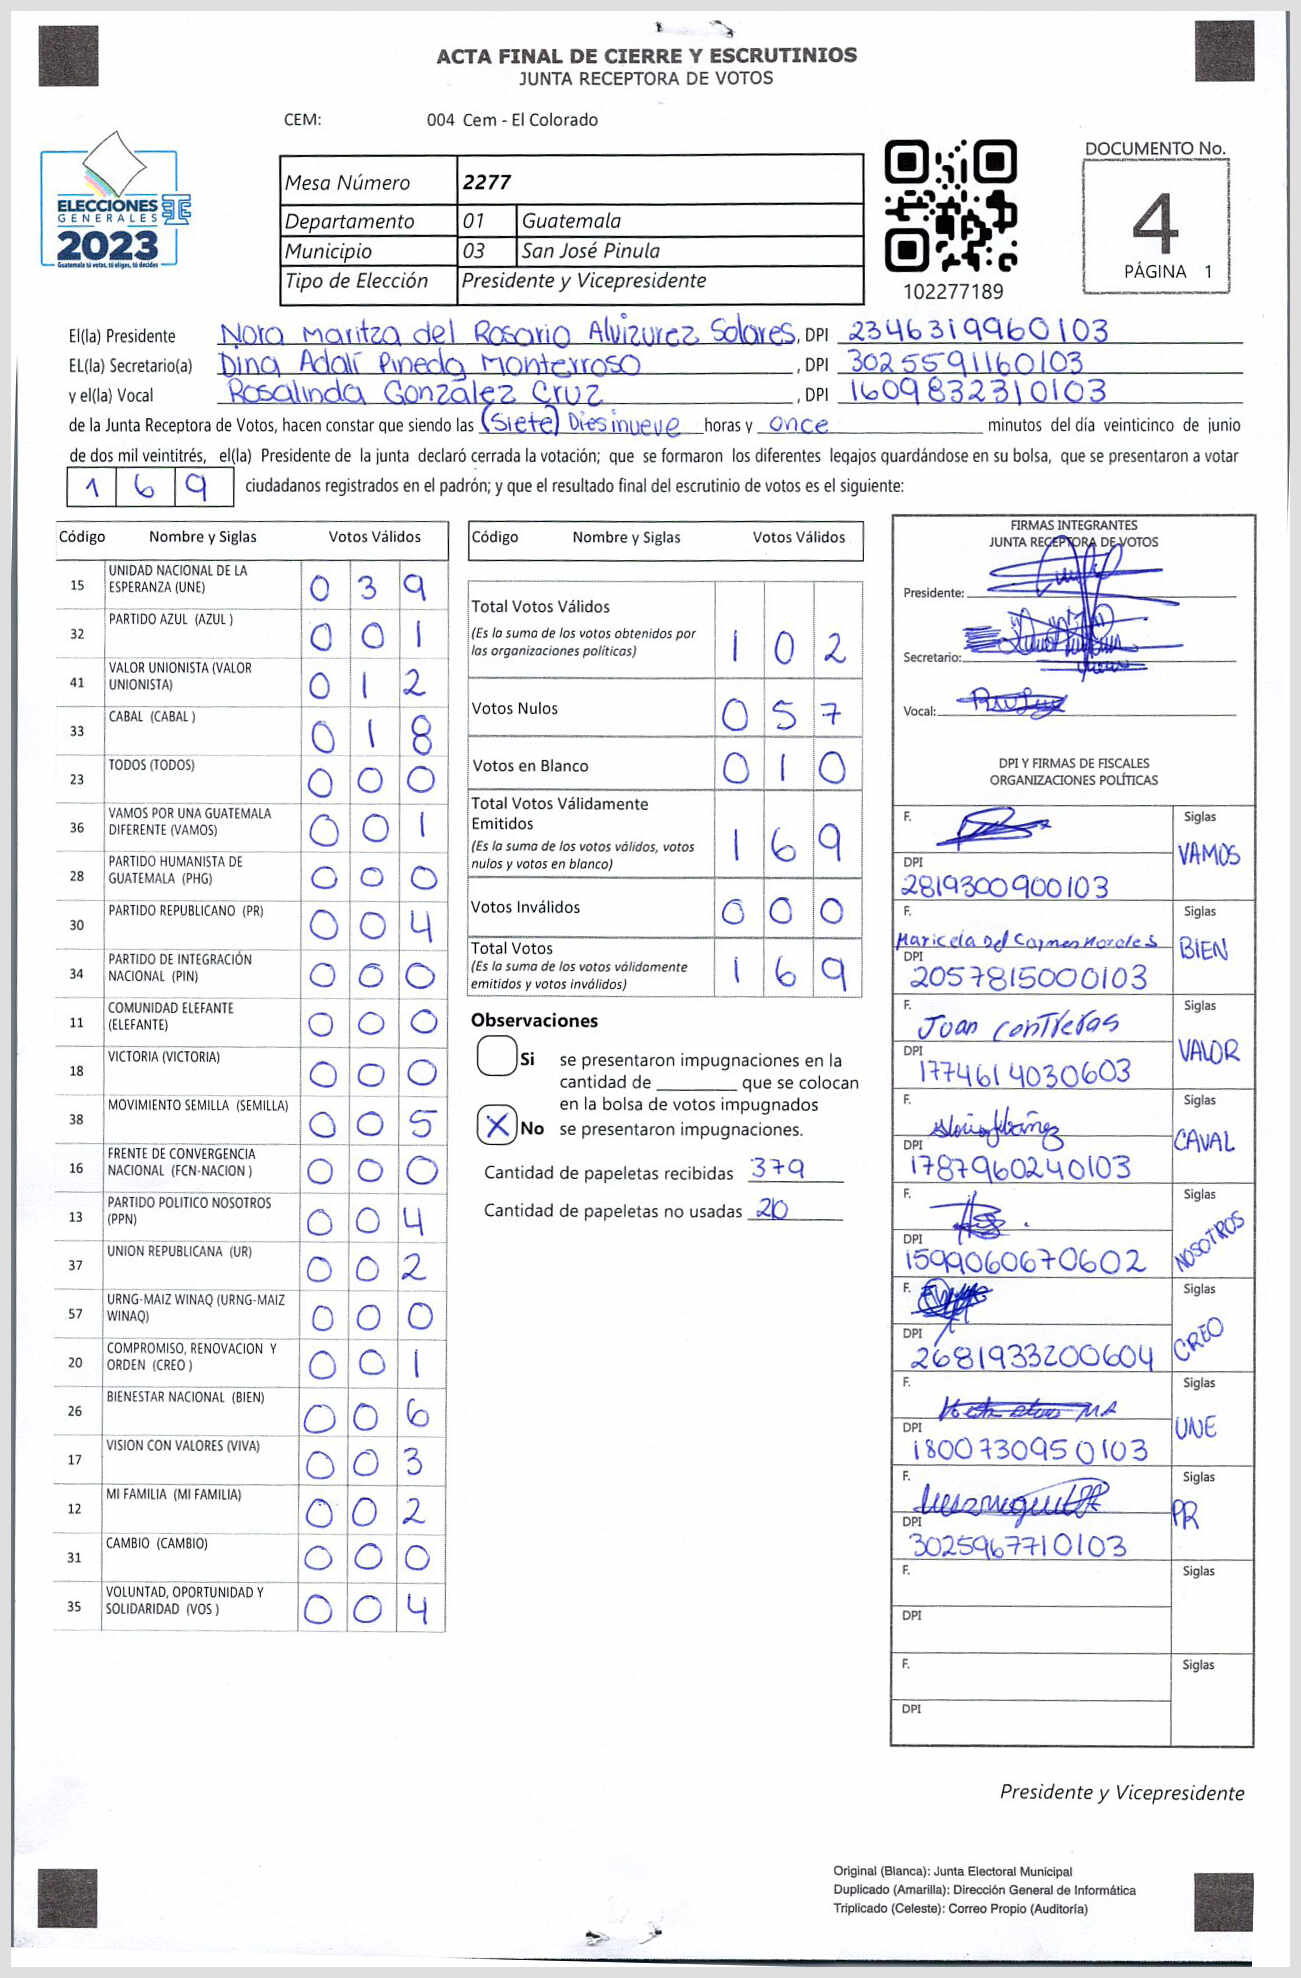 ACTA FINAL DE CIERRE Y ESCRUTINIOS
JUNTA RECEPTORA DE VOTOS
CEM: 004 Cem - El Colorado
ELECCIONES
GENERALES
2023
Guatemala tú votas, tú eliges, tú decides
Mesa Número 2277
Departamento 01 Guatemala
Municipio 03 San José Pinula
Tipo de Elección Presidente y Vicepresidente
102277189
DOCUMENTO No.
4
PÁGINA 1
El(la) Presidente Nora Maritza del Rosario Alvizurez Solares, DPI 2346319960103
EL(la) Secretario(a) Dina Adalí Pineda Monterroso, DPI 3025591160103
y el(la) Vocal Rosalinda González Cruz, DPI 1609832310103
de la Junta Receptora de Votos, hacen constar que siendo las (Siete) Diesinueve horas y once minutos del día veinticinco de junio
de dos mil veintitrés, el(la) Presidente de la junta declaró cerrada la votación; que se formaron los diferentes legajos guardándose en su bolsa, que se presentaron a votar
1 6 9 ciudadanos registrados en el padrón; y que el resultado final del escrutinio de votos es el siguiente:
Código Nombre y Siglas Votos Válidos
15 UNIDAD NACIONAL DE LA ESPERANZA (UNE) 0 3 9
32 PARTIDO AZUL (AZUL ) 0 0 1
41 VALOR UNIONISTA (VALOR UNIONISTA) 0 1 2
33 CABAL (CABAL ) 0 1 8
23 TODOS (TODOS) 0 0 0
36 VAMOS POR UNA GUATEMALA DIFERENTE (VAMOS) 0 0 1
28 PARTIDO HUMANISTA DE GUATEMALA (PHG) 0 0 0
30 PARTIDO REPUBLICANO (PR) 0 0 4
34 PARTIDO DE INTEGRACIÓN NACIONAL (PIN) 0 0 0
11 COMUNIDAD ELEFANTE (ELEFANTE) 0 0 0
18 VICTORIA (VICTORIA) 0 0 0
38 MOVIMIENTO SEMILLA (SEMILLA) 0 0 5
16 FRENTE DE CONVERGENCIA NACIONAL (FCN-NACION ) 0 0 0
13 PARTIDO POLITICO NOSOTROS (PPN) 0 0 4
37 UNION REPUBLICANA (UR) 0 0 2
57 URNG-MAIZ WINAQ (URNG-MAIZ WINAQ) 0 0 0
20 COMPROMISO, RENOVACION Y ORDEN (CREO ) 0 0 1
26 BIENESTAR NACIONAL (BIEN) 0 0 6
17 VISION CON VALORES (VIVA) 0 0 3
12 MI FAMILIA (MI FAMILIA) 0 0 2
31 CAMBIO (CAMBIO) 0 0 0
35 VOLUNTAD, OPORTUNIDAD Y SOLIDARIDAD (VOS ) 0 0 4
Código Nombre y Siglas Votos Válidos
Total Votos Válidos
(Es la suma de los votos obtenidos por las organizaciones políticas) 1 0 2
Votos Nulos 0 5 7
Votos en Blanco 0 1 0
Total Votos Válidamente Emitidos
(Es la suma de los votos válidos, votos nulos y votos en blanco) 1 6 9
Votos Inválidos 0 0 0
Total Votos
(Es la suma de los votos válidamente emitidos y votos inválidos) 1 6 9
Observaciones
Si se presentaron impugnaciones en la
cantidad de ________ que se colocan
en la bolsa de votos impugnados
X No se presentaron impugnaciones.
Cantidad de papeletas recibidas 379
Cantidad de papeletas no usadas 210
FIRMAS INTEGRANTES
JUNTA RECEPTORA DE VOTOS
Presidente:
Secretario:
Vocal:
DPI Y FIRMAS DE FISCALES
ORGANIZACIONES POLÍTICAS
F. Siglas
VAMOS
DPI
2819300900103
F. Siglas
Maricela Del Carmen Morales BIEN
DPI
2057815000103
F. Siglas
Juan Contreras VALOR
DPI
1774614030603
F. Siglas
CAVAL
DPI
1787960240103
F. Siglas
NOSOTROS
DPI
1599060670602
F. Siglas
CREO
DPI
2681933200604
F. Siglas
UNE
DPI
1800730950103
F. Siglas
PR
DPI
3025967710103
F. Siglas
DPI
F. Siglas
DPI
Presidente y Vicepresidente
Original (Blanca): Junta Electoral Municipal
Duplicado (Amarilla): Dirección General de Informática
Triplicado (Celeste): Correo Propio (Auditoría)